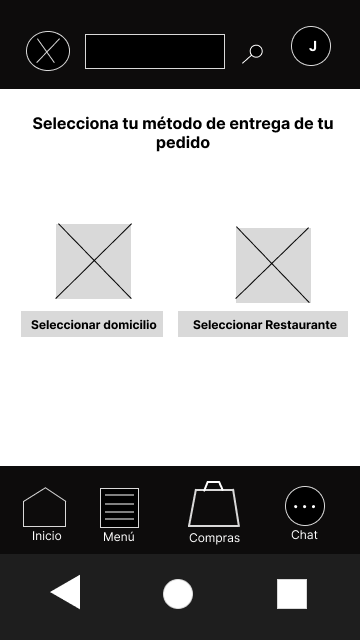 J
Selecciona tu método de entrega de tu
pedido
Seleccionar domicilio
Seleccionar Restaurante
Inicio
Menú
Compras
Chat